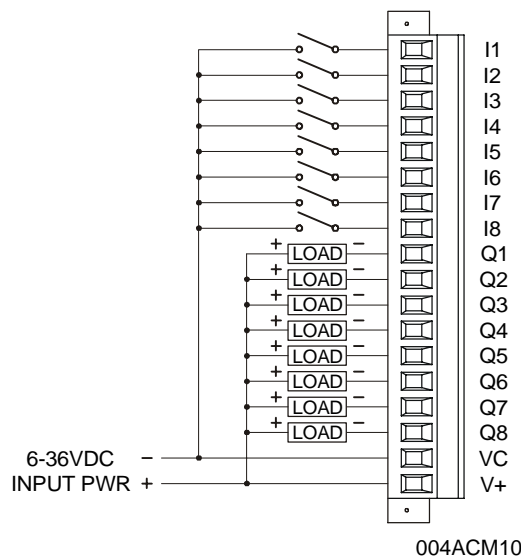 I1
I2
I3
I4
I5
I6
I7
I8
+ LOAD − Q1
+ LOAD − Q2
+ LOAD − Q3
+ LOAD − Q4
+ LOAD − Q5
+ LOAD − Q6
+ LOAD − Q7
+ LOAD − Q8
6-36VDC − VC
INPUT PWR + V+
004ACM10